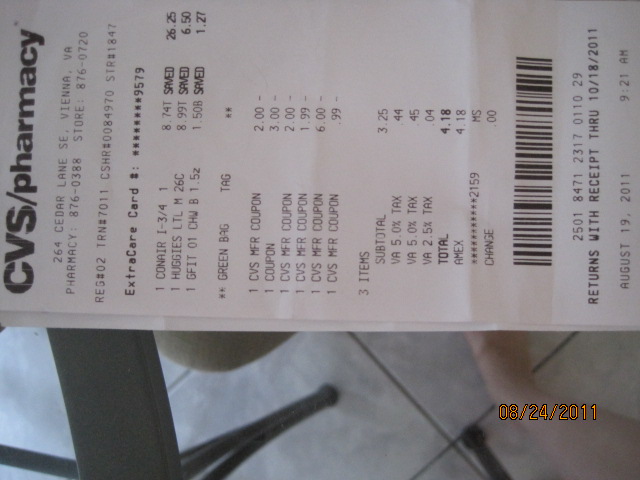 CVS/pharmacy
264 CEDAR LANE SE, VIENNA, VA
PHARMACY: 876-0388 STORE: 876-0720
REG#02 TRN#7011 CSHR#0084970 STR#1847
ExtraCare Card #: ********9579
1 CONAIR I-3/4 1 8.74T SAVED 26.25
1 HUGGIES LTL M 26C 8.99T SAVED 6.50
1 GFIT 01 CHW B 1.5z 1.50B SAVED 1.27
** GREEN BAG TAG **
1 CVS MFR COUPON 2.00 -
1 COUPON 3.00 -
1 CVS MFR COUPON 2.00 -
1 CVS MFR COUPON 1.99 -
1 CVS MFR COUPON 6.00 -
1 CVS MFR COUPON .99 -
3 ITEMS
SUBTOTAL 3.25
VA 5.0% TAX .44
VA 5.0% TAX .45
VA 2.5% TAX .04
TOTAL 4.18
AMEX 4.18
***********2159 MS
CHANGE .00
2501 8471 2317 0110 29
RETURNS WITH RECEIPT THRU 10/18/2011
AUGUST 19, 2011 9:21 AM
08/24/2011